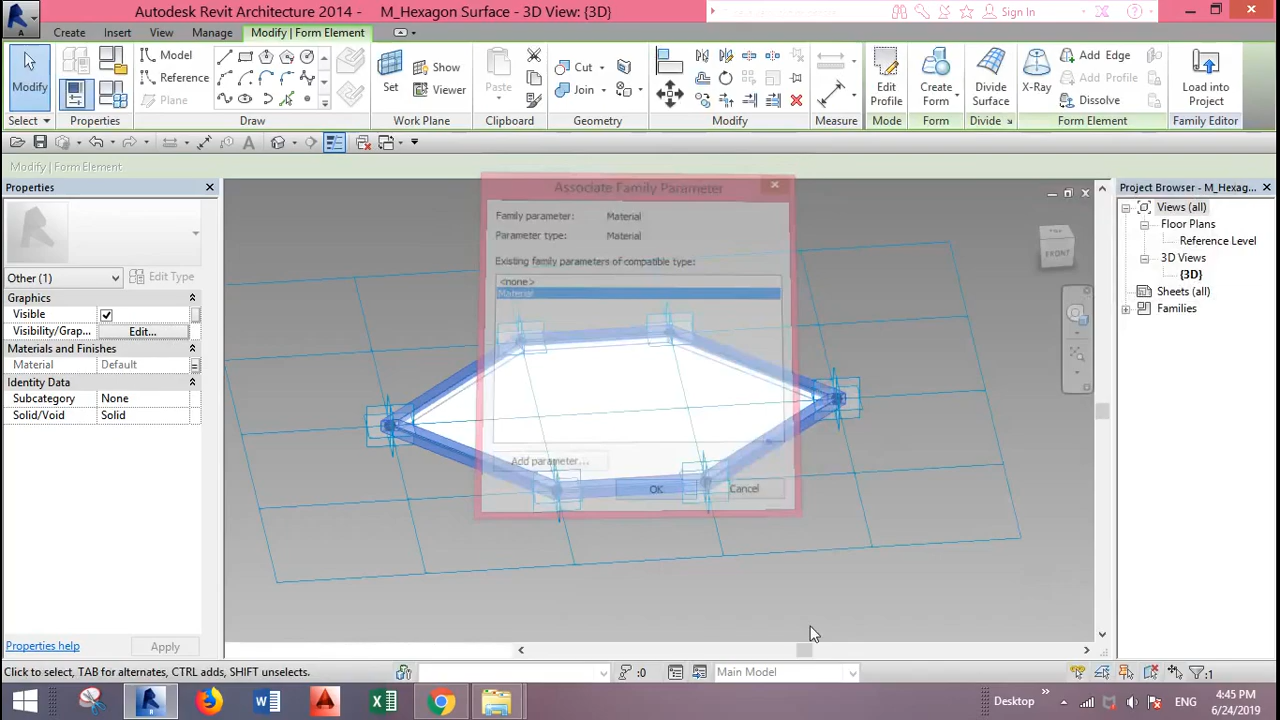 Autodesk Revit Architecture 2014 - M_Hexagon Surface - 3D View: {3D}
Sign In
Create Insert View Manage Modify | Form Element
Modify
Select
Properties
Model
Reference
Plane
Draw
Set
Show
Viewer
Work Plane
Paste
Clipboard
Cut
Join
Geometry
Modify
Measure
Edit
Profile
Mode
Create
Form
Form
Divide
Surface
Divide
X-Ray
Add Edge
Add Profile
Dissolve
Form Element
Load into
Project
Family Editor
Modify | Form Element
Properties
Other (1)
Edit Type
Graphics
Visible
Visibility/Grap...
Edit...
Materials and Finishes
Material
Default
Identity Data
Subcategory
None
Solid/Void
Solid
Properties help
Apply
Associate Family Parameter
Family parameter: Material
Parameter type: Material
Existing family parameters of compatible type:
<none>
Material
Add parameter...
OK
Cancel
TOP
FRONT
Project Browser - M_Hexag...
Views (all)
Floor Plans
Reference Level
3D Views
{3D}
Sheets (all)
Families
Click to select, TAB for alternates, CTRL adds, SHIFT unselects.
:0
Main Model
:1
Desktop
ENG
4:45 PM
6/24/2019